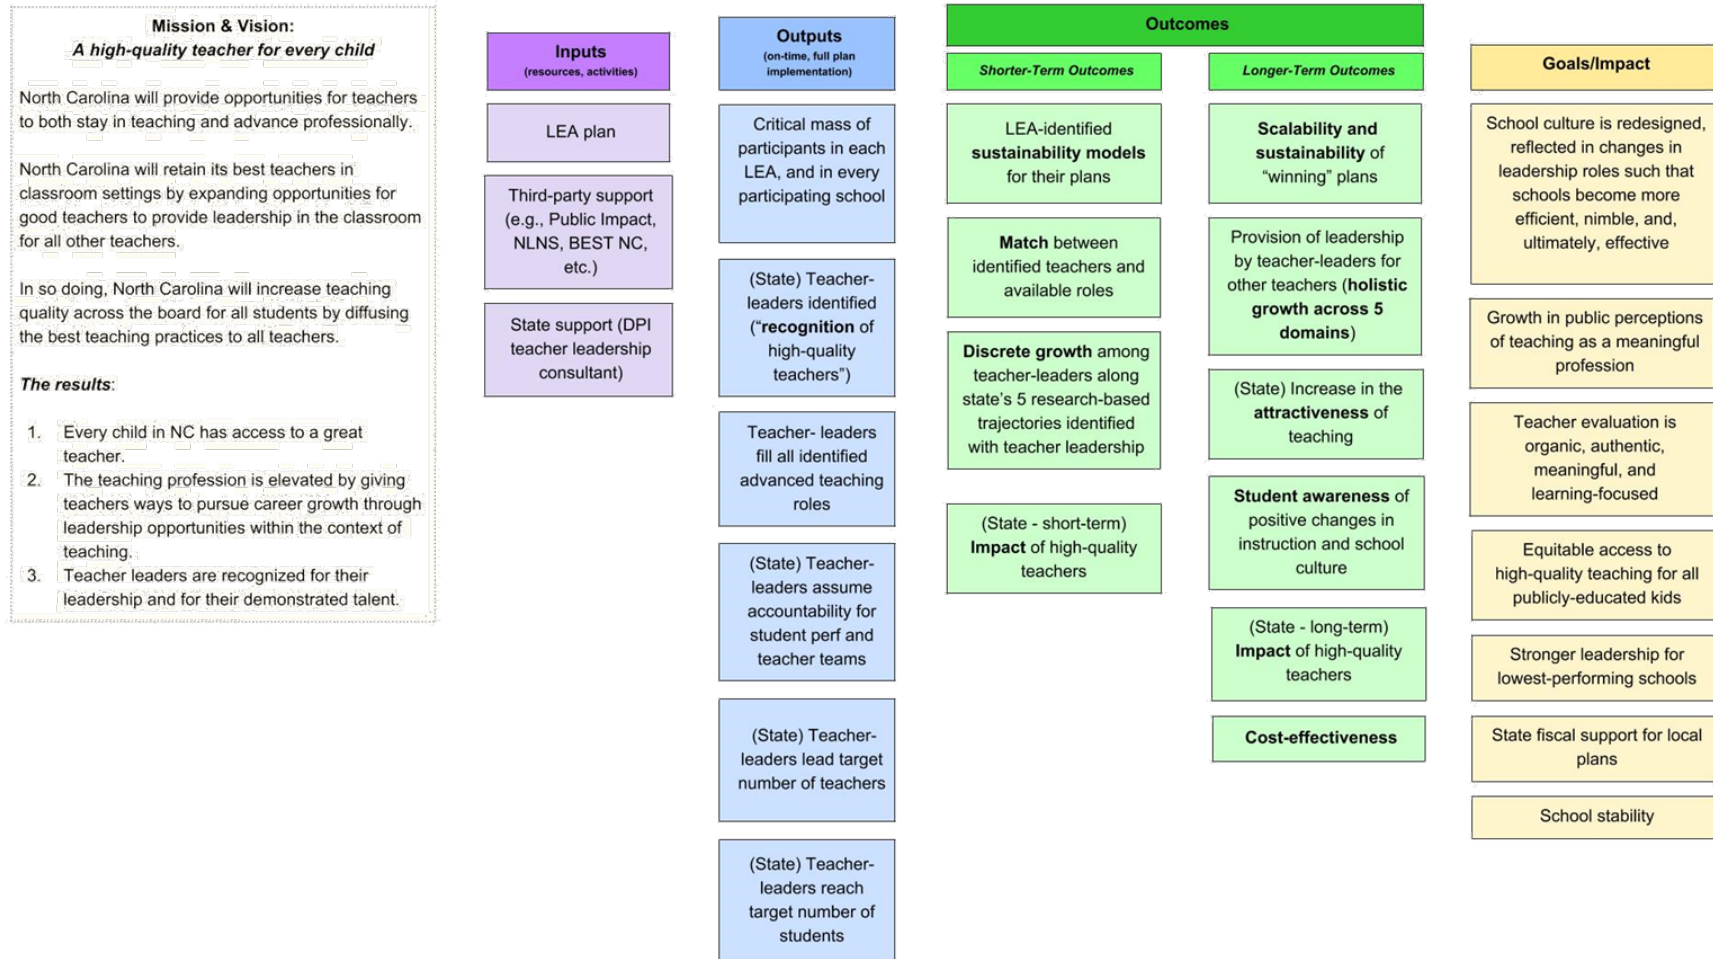 Mission & Vision:
A high-quality teacher for every child
North Carolina will provide opportunities for teachers
to both stay in teaching and advance professionally.
North Carolina will retain its best teachers in
classroom settings by expanding opportunities for
good teachers to provide leadership in the classroom
for all other teachers.
In so doing, North Carolina will increase teaching
quality across the board for all students by diffusing
the best teaching practices to all teachers.
The results:
1. Every child in NC has access to a great
teacher.
2. The teaching profession is elevated by giving
teachers ways to pursue career growth through
leadership opportunities within the context of
teaching.
3. Teacher leaders are recognized for their
leadership and for their demonstrated talent.
Inputs
(resources, activities)
LEA plan
Third-party support
(e.g., Public Impact,
NLNS, BEST NC,
etc.)
State support (DPI
teacher leadership
consultant)
Outputs
(on-time, full plan
implementation)
Critical mass of
participants in each
LEA, and in every
participating school
(State) Teacher-
leaders identified
(“recognition of
high-quality
teachers”)
Teacher- leaders
fill all identified
advanced teaching
roles
(State) Teacher-
leaders assume
accountability for
student perf and
teacher teams
(State) Teacher-
leaders lead target
number of teachers
(State) Teacher-
leaders reach
target number of
students
Outcomes
Shorter-Term Outcomes
LEA-identified
sustainability models
for their plans
Match between
identified teachers and
available roles
Discrete growth among
teacher-leaders along
state’s 5 research-based
trajectories identified
with teacher leadership
(State - short-term)
Impact of high-quality
teachers
Longer-Term Outcomes
Scalability and
sustainability of
“winning” plans
Provision of leadership
by teacher-leaders for
other teachers (holistic
growth across 5
domains)
(State) Increase in the
attractiveness of
teaching
Student awareness of
positive changes in
instruction and school
culture
(State - long-term)
Impact of high-quality
teachers
Cost-effectiveness
Goals/Impact
School culture is redesigned,
reflected in changes in
leadership roles such that
schools become more
efficient, nimble, and,
ultimately, effective
Growth in public perceptions
of teaching as a meaningful
profession
Teacher evaluation is
organic, authentic,
meaningful, and
learning-focused
Equitable access to
high-quality teaching for all
publicly-educated kids
Stronger leadership for
lowest-performing schools
State fiscal support for local
plans
School stability